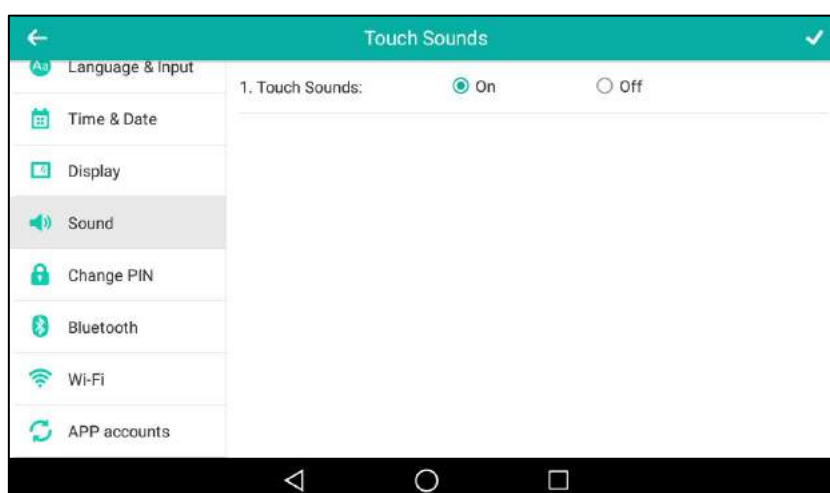 Touch Sounds
Aa Language & Input
1. Touch Sounds: On Off
Time & Date
Display
Sound
Change PIN
Bluetooth
Wi-Fi
APP accounts